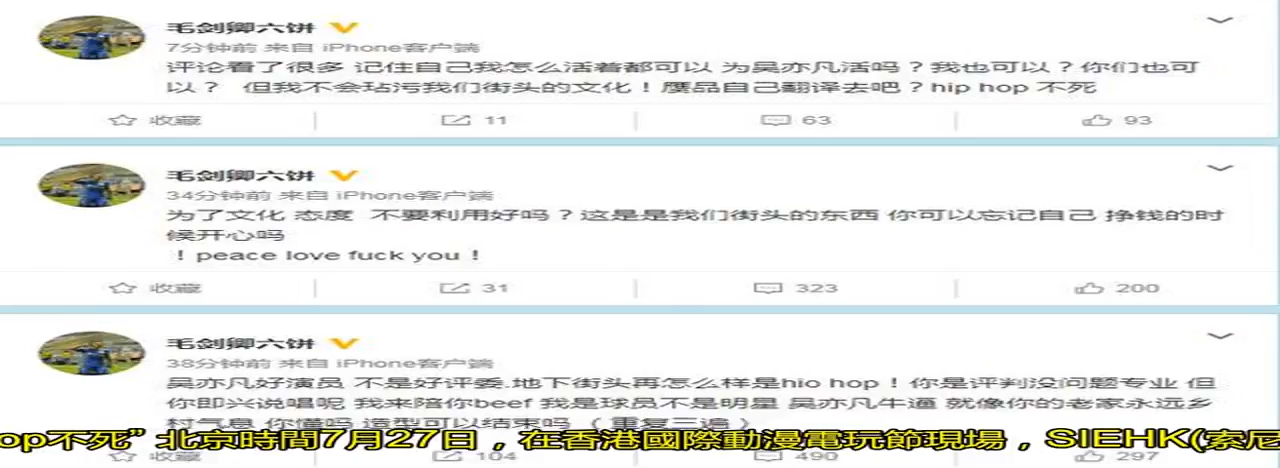 毛剑卿六饼
7分钟前 来自 iPhone客户端
评论看了很多 记住自己我怎么活着都可以 为吴亦凡活吗？我也可以？你们也可
以？ 但我不会玷污我们街头的文化！赝品自己翻译去吧？hip hop 不死
收藏 11 63 93
毛剑卿六饼
34分钟前 来自 iPhone客户端
为了文化 态度 不要利用好吗？这是是我们街头的东西 你可以忘记自己 挣钱的时
候开心吗
！peace love fuck you！
收藏 31 323 200
毛剑卿六饼
38分钟前 来自 iPhone客户端
吴亦凡好演员 不是好评委.地下街头再怎么样是hio hop！你是评判没问题专业 但
你即兴说唱呢 我来陪你beef 我是球员不是明星 吴亦凡牛逼 就像你的老家永远乡
村气息 你懂吗 造型可以结束吗 （重复三遍）
op不死”北京時間7月27日，在香港國際動漫電玩節現場，SIEHK(索尼
收藏 104 490 297